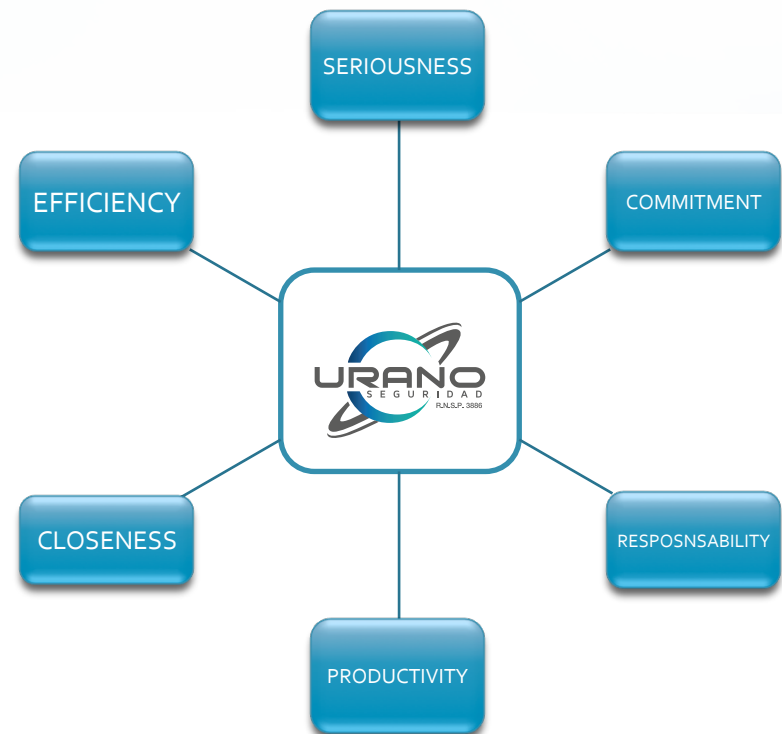 SERIOUSNESS
EFFICIENCY
COMMITMENT
URANO
SEGURIDAD
R.N.S.P. 3886
CLOSENESS
RESPOSNSABILITY
PRODUCTIVITY